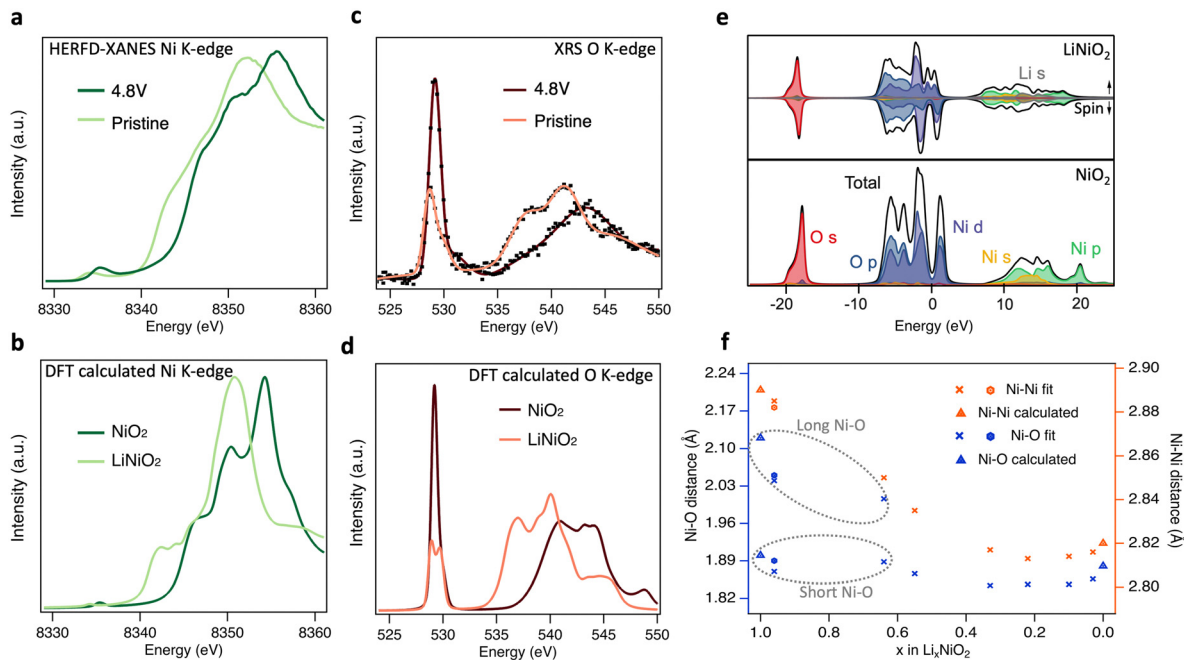 a
HERFD-XANES Ni K-edge
4.8V
Pristine
Intensity (a.u.)
8330 8340 8350 8360
Energy (eV)
b
DFT calculated Ni K-edge
NiO₂
LiNiO₂
Intensity (a.u.)
8330 8340 8350 8360
Energy (eV)
c
XRS O K-edge
4.8V
Pristine
Intensity (a.u.)
525 530 535 540 545 550
Energy (eV)
d
DFT calculated O K-edge
NiO₂
LiNiO₂
Intensity (a.u.)
525 530 535 540 545 550
Energy (eV)
e
LiNiO₂
Li s
Spin
NiO₂
Total
O s
Ni d
O p
Ni s
Ni p
-20 -10 0 10 20
Energy (eV)
f
2.24
2.17
2.10
2.03
1.96
1.89
1.82
Ni-O distance (Å)
Ni-Ni fit
Ni-Ni calculated
Ni-O fit
Ni-O calculated
Long Ni-O
Short Ni-O
2.90
2.88
2.86
2.84
2.82
2.80
Ni-Ni distance (Å)
1.0 0.8 0.6 0.4 0.2 0.0
x in LiₓNiO₂